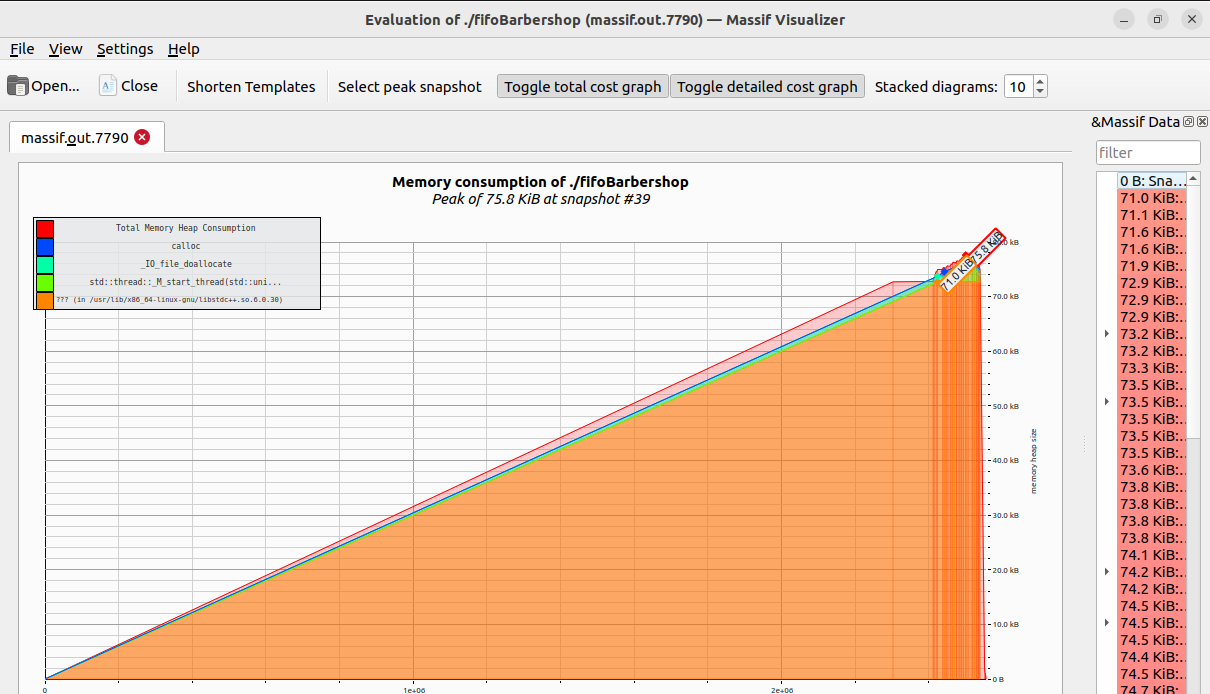 Evaluation of ./fifoBarbershop (massif.out.7790) — Massif Visualizer
File View Settings Help
Open... Close Shorten Templates Select peak snapshot Toggle total cost graph Toggle detailed cost graph Stacked diagrams: 10
massif.out.7790
&Massif Data
filter
Memory consumption of ./fifoBarbershop
Peak of 75.8 KiB at snapshot #39
Total Memory Heap Consumption
calloc
_IO_file_doallocate
std::thread::_M_start_thread(std::uni...
??? (in /usr/lib/x86_64-linux-gnu/libstdc++.so.6.0.30)
71.0 KiB
75.8 KiB
70.0 kB
60.0 kB
50.0 kB
40.0 kB
30.0 kB
20.0 kB
10.0 kB
0 B
memory heap size
0
1e+06
2e+06
0 B: Sna...
71.0 KiB:..
71.1 KiB:..
71.6 KiB:..
71.6 KiB:..
71.9 KiB:..
72.9 KiB:..
72.9 KiB:..
72.9 KiB:..
73.2 KiB:..
73.2 KiB:..
73.3 KiB:..
73.5 KiB:..
73.5 KiB:..
73.5 KiB:..
73.5 KiB:..
73.5 KiB:..
73.6 KiB:..
73.8 KiB:..
73.8 KiB:..
73.8 KiB:..
73.8 KiB:..
74.1 KiB:..
74.2 KiB:..
74.2 KiB:..
74.5 KiB:..
74.5 KiB:..
74.5 KiB:..
74.4 KiB:..
74.5 KiB:..
74.7 KiB:..